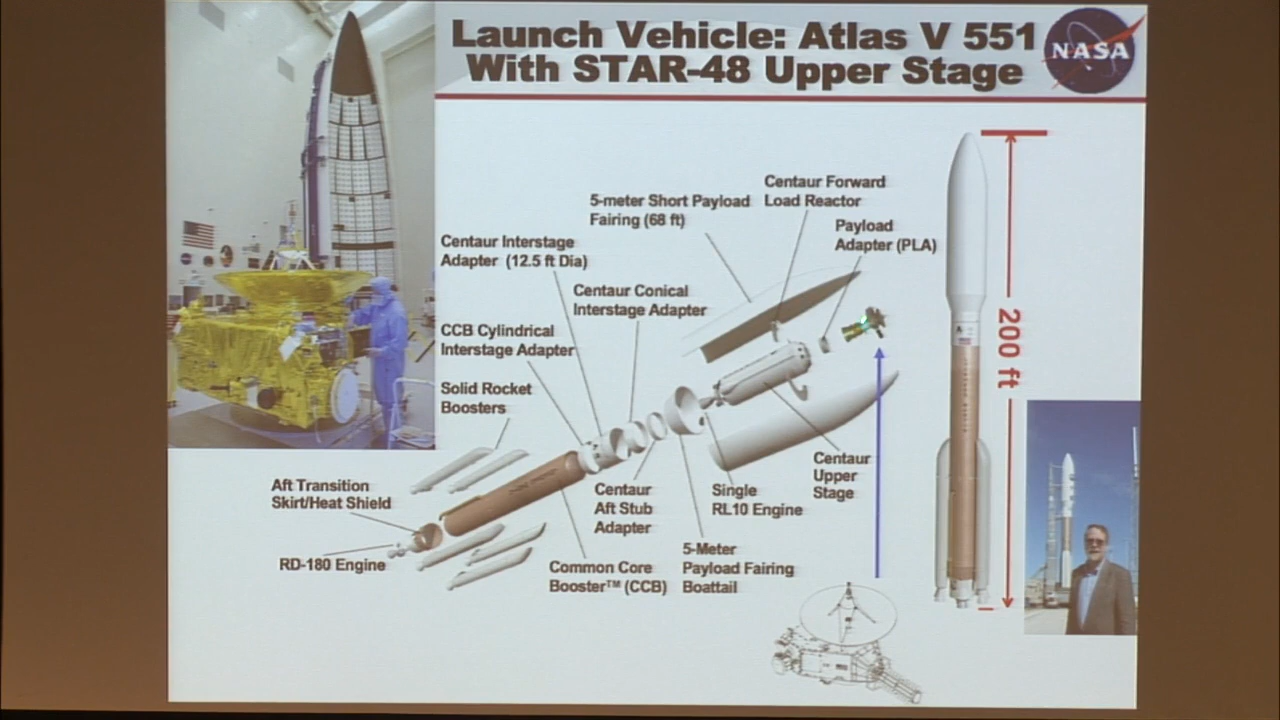 Launch Vehicle: Atlas V 551
With STAR-48 Upper Stage
NASA
Centaur Forward
Load Reactor
5-meter Short Payload
Fairing (68 ft)
Payload
Adapter (PLA)
Centaur Interstage
Adapter (12.5 ft Dia)
Centaur Conical
Interstage Adapter
CCB Cylindrical
Interstage Adapter
Solid Rocket
Boosters
200 ft
Centaur
Upper
Stage
Aft Transition
Skirt/Heat Shield
Centaur
Aft Stub
Adapter
Single
RL10 Engine
RD-180 Engine
Common Core
Booster™ (CCB)
5-Meter
Payload Fairing
Boattail